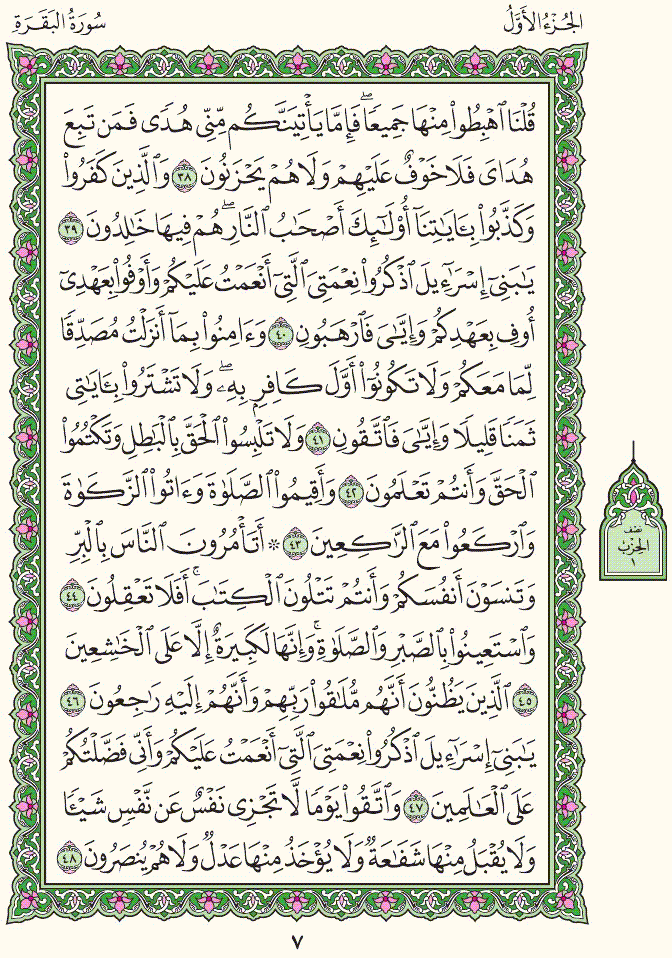 الجُزْءُ الأَوَّلُ
سُورَةُ البَقَرَةِ
قُلْنَا ٱهْبِطُوا۟ مِنْهَا جَمِيعًاۖ فَإِمَّا يَأْتِيَنَّكُم مِّنِّى هُدًى فَمَن تَبِعَ
هُدَاىَ فَلَا خَوْفٌ عَلَيْهِمْ وَلَا هُمْ يَحْزَنُونَ ٣٨ وَٱلَّذِينَ كَفَرُوا۟
وَكَذَّبُوا۟ بِـَٔايَـٰتِنَآ أُو۟لَـٰٓئِكَ أَصْحَـٰبُ ٱلنَّارِۖ هُمْ فِيهَا خَـٰلِدُونَ ٣٩
يَـٰبَنِىٓ إِسْرَٰٓءِيلَ ٱذْكُرُوا۟ نِعْمَتِىَ ٱلَّتِىٓ أَنْعَمْتُ عَلَيْكُمْ وَأَوْفُوا۟ بِعَهْدِىٓ
أُوفِ بِعَهْدِكُمْ وَإِيَّـٰىَ فَٱرْهَبُونِ ٤٠ وَءَامِنُوا۟ بِمَآ أَنزَلْتُ مُصَدِّقًا
لِّمَا مَعَكُمْ وَلَا تَكُونُوٓا۟ أَوَّلَ كَافِرٍۭ بِهِۦۖ وَلَا تَشْتَرُوا۟ بِـَٔايَـٰتِى
ثَمَنًا قَلِيلًا وَإِيَّـٰىَ فَٱتَّقُونِ ٤١ وَلَا تَلْبِسُوا۟ ٱلْحَقَّ بِٱلْبَـٰطِلِ وَتَكْتُمُوا۟
ٱلْحَقَّ وَأَنتُمْ تَعْلَمُونَ ٤٢ وَأَقِيمُوا۟ ٱلصَّلَوٰةَ وَءَاتُوا۟ ٱلزَّكَوٰةَ
وَٱرْكَعُوا۟ مَعَ ٱلرَّٰكِعِينَ ٤٣ ۞ أَتَأْمُرُونَ ٱلنَّاسَ بِٱلْبِرِّ
وَتَنسَوْنَ أَنفُسَكُمْ وَأَنتُمْ تَتْلُونَ ٱلْكِتَـٰبَۚ أَفَلَا تَعْقِلُونَ ٤٤
وَٱسْتَعِينُوا۟ بِٱلصَّبْرِ وَٱلصَّلَوٰةِۚ وَإِنَّهَا لَكَبِيرَةٌ إِلَّا عَلَى ٱلْخَـٰشِعِينَ
٤٥ ٱلَّذِينَ يَظُنُّونَ أَنَّهُم مُّلَـٰقُوا۟ رَبِّهِمْ وَأَنَّهُمْ إِلَيْهِ رَٰجِعُونَ ٤٦
يَـٰبَنِىٓ إِسْرَٰٓءِيلَ ٱذْكُرُوا۟ نِعْمَتِىَ ٱلَّتِىٓ أَنْعَمْتُ عَلَيْكُمْ وَأَنِّى فَضَّلْتُكُمْ
عَلَى ٱلْعَـٰلَمِينَ ٤٧ وَٱتَّقُوا۟ يَوْمًا لَّا تَجْزِى نَفْسٌ عَن نَّفْسٍ شَيْـًٔا
وَلَا يُقْبَلُ مِنْهَا شَفَـٰعَةٌ وَلَا يُؤْخَذُ مِنْهَا عَدْلٌ وَلَا هُمْ يُنصَرُونَ ٤٨
نصف
الحِزْب
١
٧